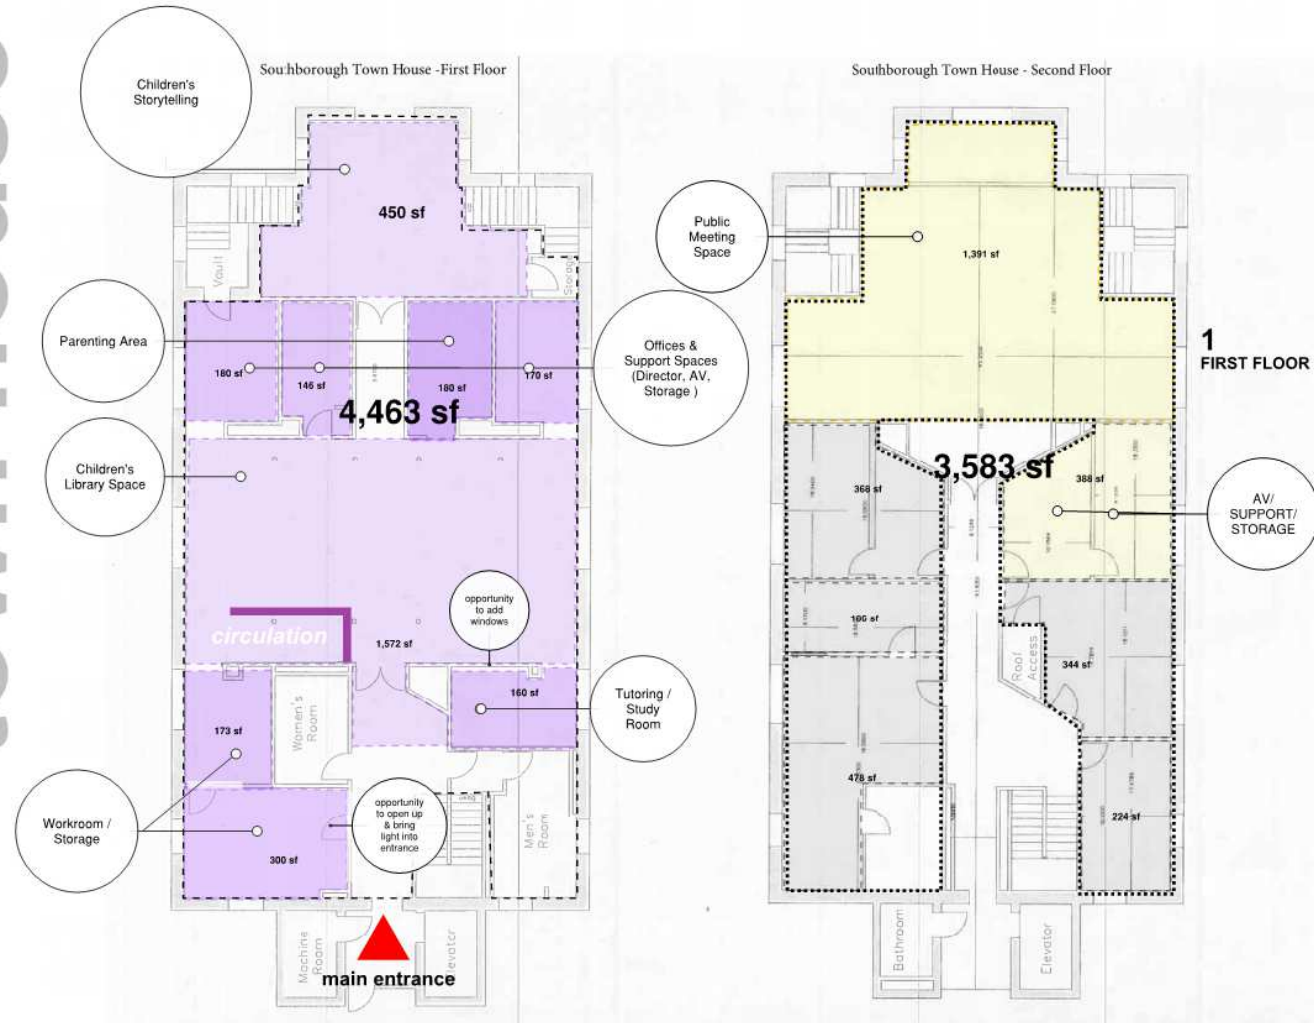 Southborough Town House -First Floor
Southborough Town House - Second Floor
Children's
Storytelling
450 sf
Vault
Storage
Parenting Area
180 sf
146 sf
180 sf
170 sf
4,463 sf
Offices &
Support Spaces
(Director, AV,
Storage )
Children's
Library Space
circulation
1,572 sf
opportunity
to add
windows
Women's
Room
160 sf
Tutoring /
Study
Room
173 sf
Workroom /
Storage
300 sf
opportunity
to open up
& bring
light into
entrance
Men's
Room
Machine
Room
Elevator
main entrance
Public
Meeting
Space
1,391 sf
1
FIRST FLOOR
3,583 sf
368 sf
388 sf
AV/
SUPPORT/
STORAGE
Roof
Access
344 sf
478 sf
224 sf
Bathroom
Elevator